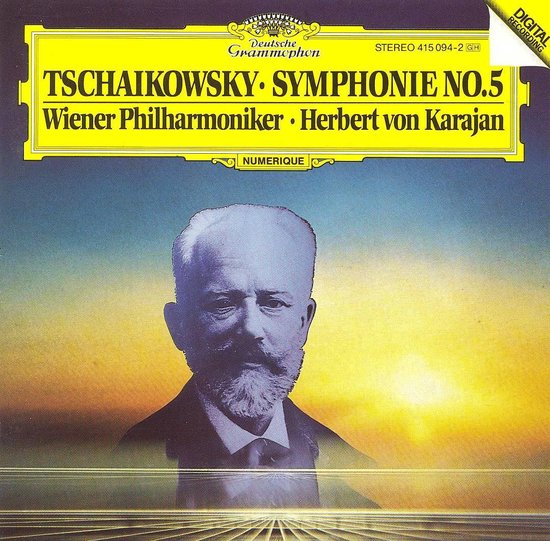 Deutsche
Grammophon
STEREO 415 094-2 GH
DIGITAL
RECORDING
TSCHAIKOWSKY · SYMPHONIE NO.5
Wiener Philharmoniker · Herbert von Karajan
NUMERIQUE